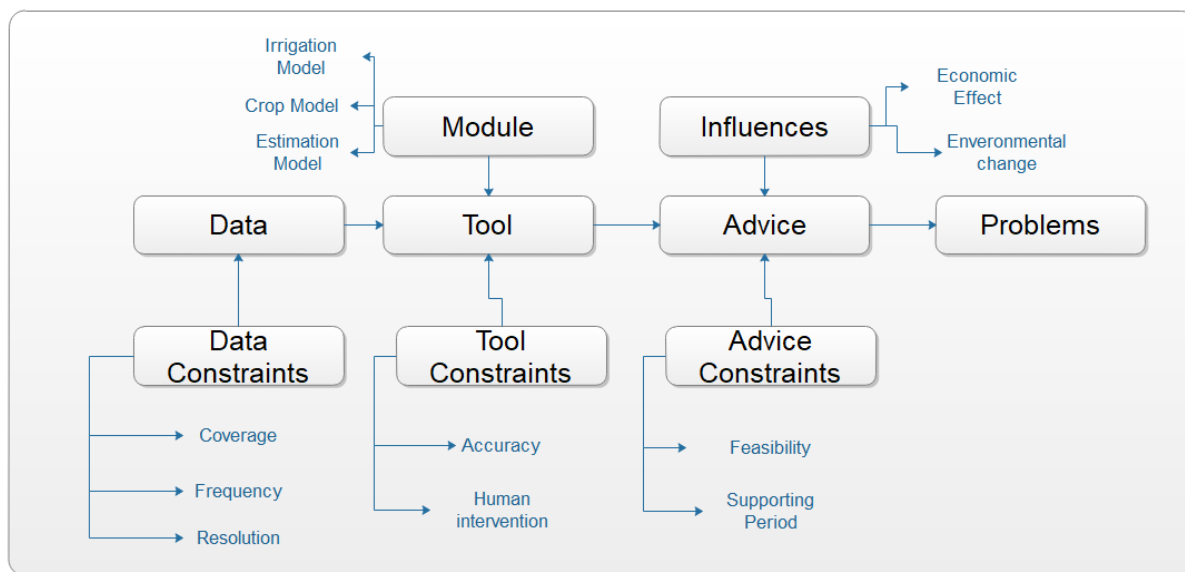 Irrigation
Model
Crop Model
Estimation
Model
Module
Influences
Economic
Effect
Enveronmental
change
Data
Tool
Advice
Problems
Data
Constraints
Tool
Constraints
Advice
Constraints
Coverage
Frequency
Resolution
Accuracy
Human
intervention
Feasibility
Supporting
Period